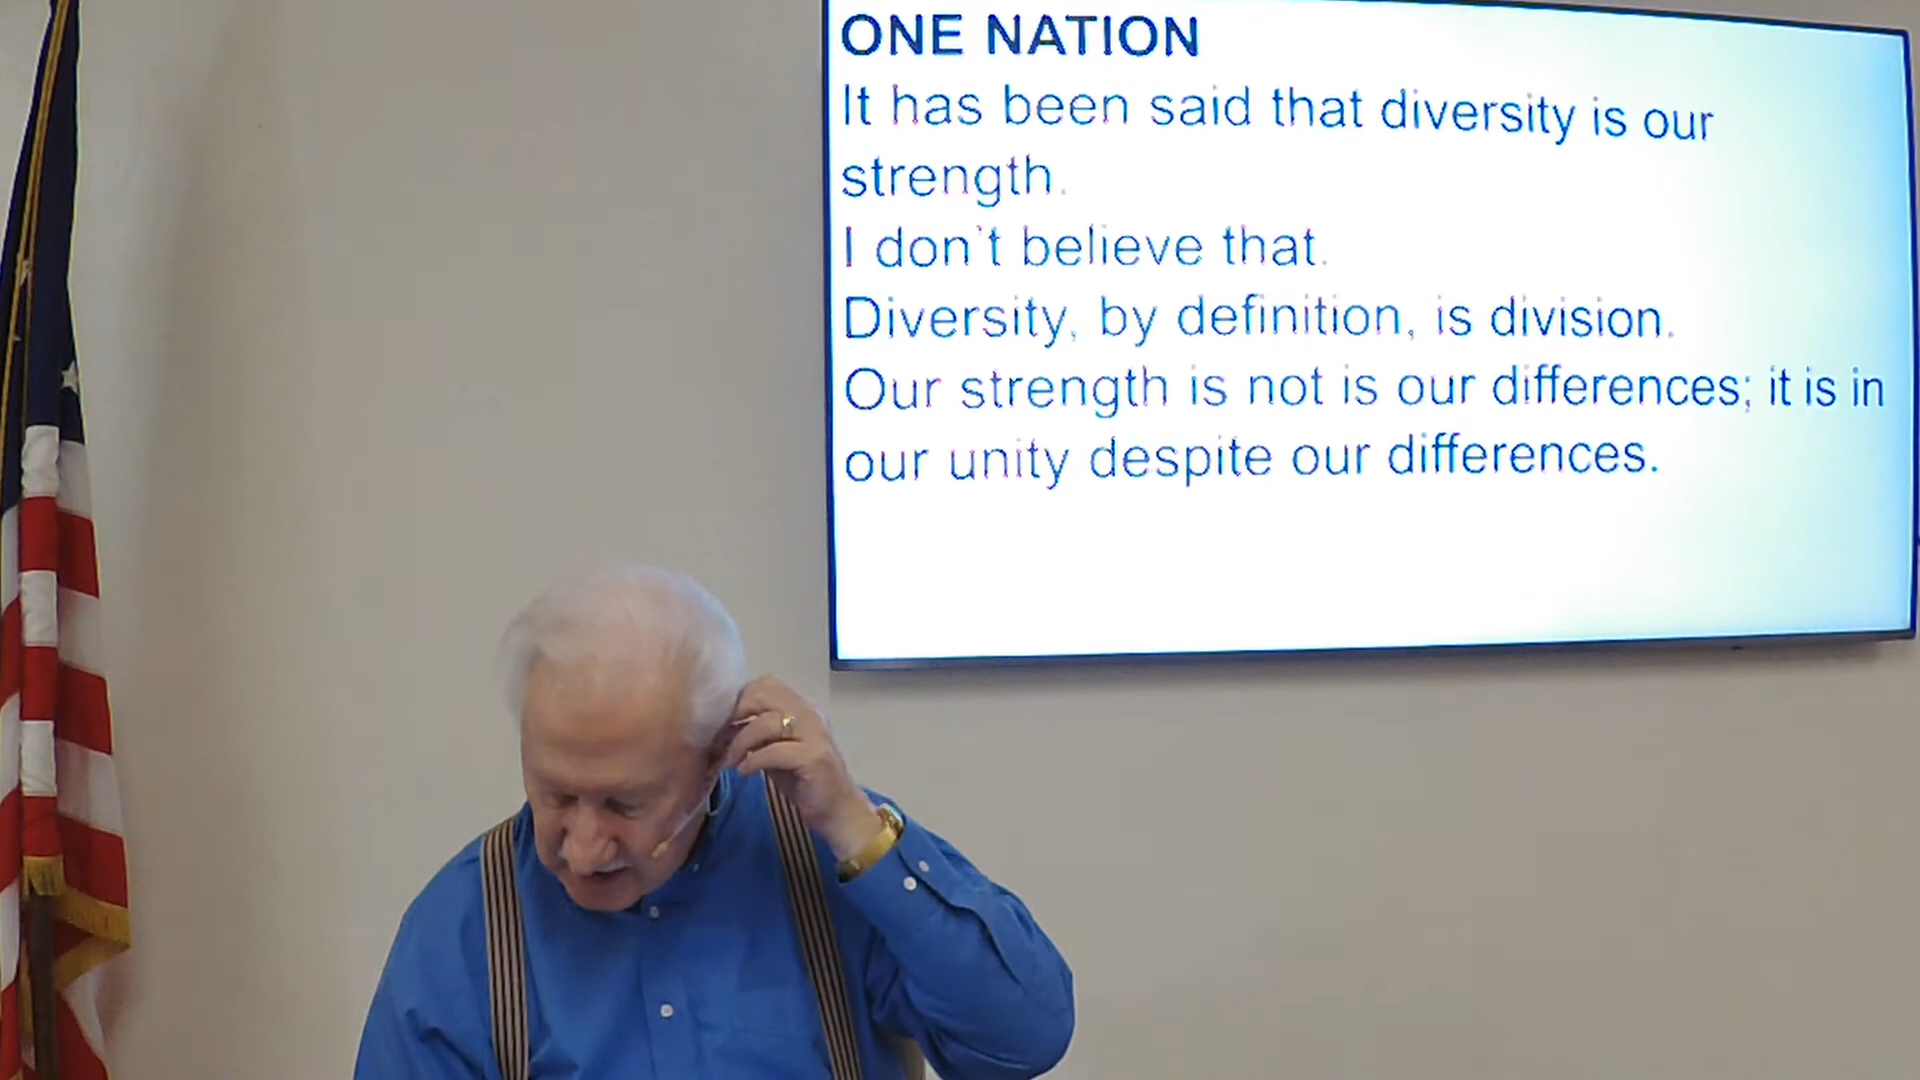 ONE NATION
It has been said that diversity is our
strength.
I don't believe that.
Diversity, by definition, is division.
Our strength is not is our differences; it is in
our unity despite our differences.